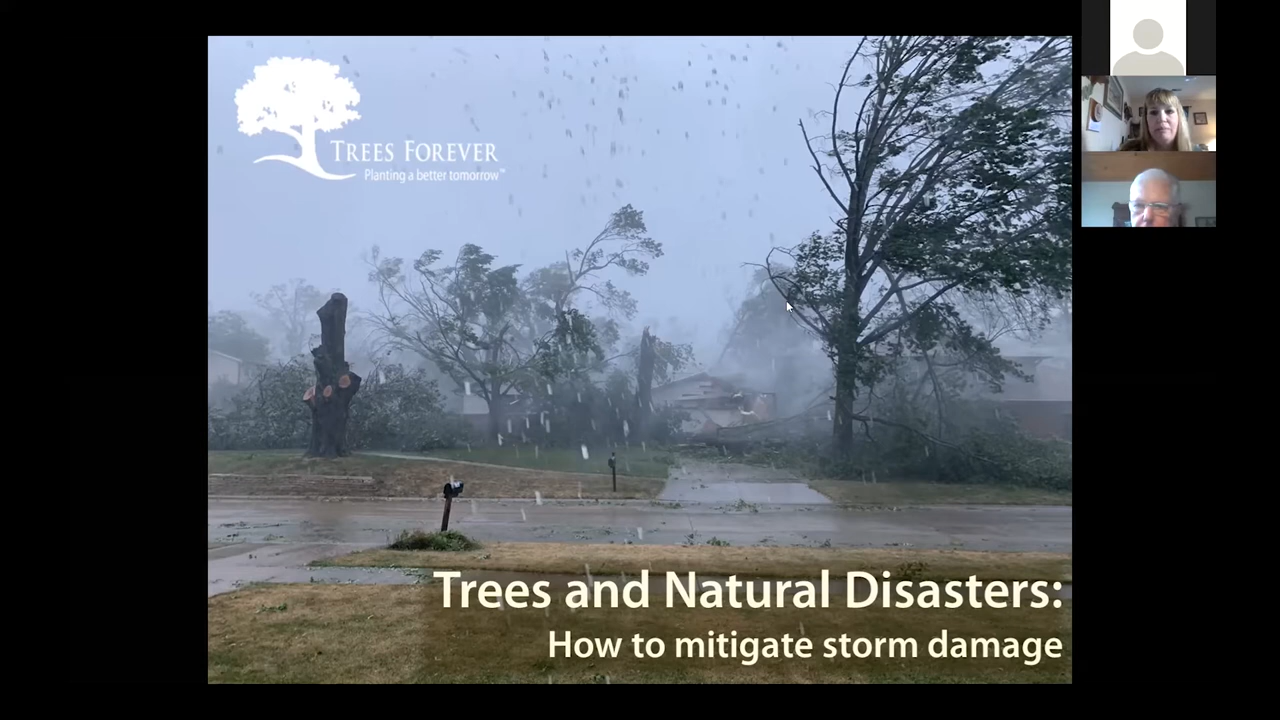 TREES FOREVER
Planting a better tomorrow™
Trees and Natural Disasters:
How to mitigate storm damage